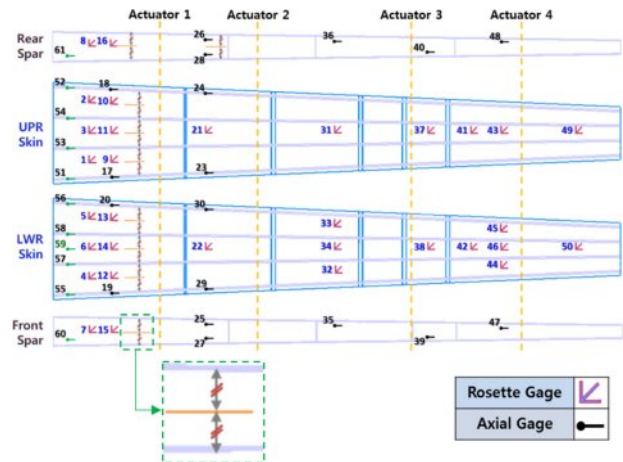 Actuator 1 Actuator 2 Actuator 3 Actuator 4
Rear
Spar
8 16 26 36 48
61 28 40
UPR
Skin
52 18 24
2 10
54
3 11 21 31 37 41 43 49
53
1 9
51 17 23
LWR
Skin
56 20 30
5 13 33
58 45
59 6 14 22 34 38 42 46 50
57 44
4 12 32
55 19 29
Front
Spar
25 35 47
60 7 15
27 39
Rosette Gage
Axial Gage